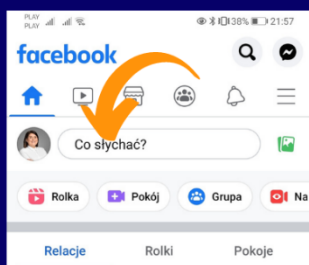 PLAY
PLAY 38% 21:57
facebook
Co słychać?
Rolka Pokój Grupa Na
Relacje Rolki Pokoje